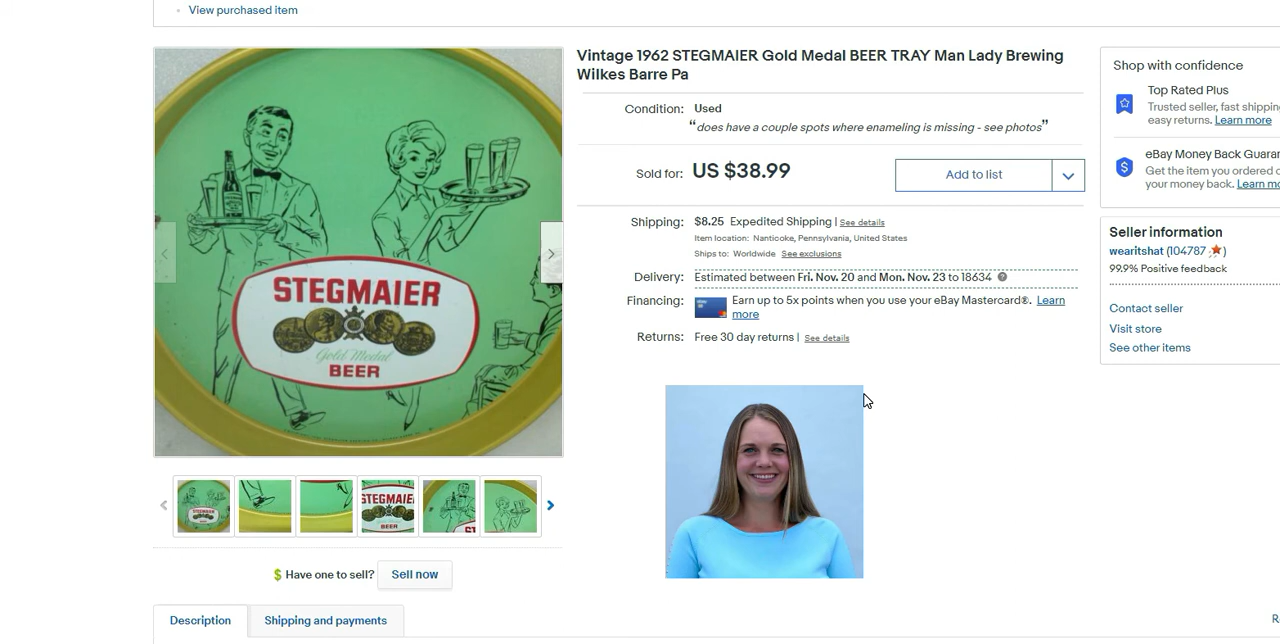 View purchased item
Vintage 1962 STEGMAIER Gold Medal BEER TRAY Man Lady Brewing
Wilkes Barre Pa
Condition: Used
“does have a couple spots where enameling is missing - see photos”
Sold for: US $38.99
Add to list
Shipping: $8.25 Expedited Shipping | See details
Item location: Nanticoke, Pennsylvania, United States
Ships to: Worldwide See exclusions
Delivery: Estimated between Fri. Nov. 20 and Mon. Nov. 23 to 18634
Financing: Earn up to 5x points when you use your eBay Mastercard®. Learn
more
Returns: Free 30 day returns | See details
Shop with confidence
Top Rated Plus
Trusted seller, fast shipping
easy returns. Learn more
eBay Money Back Guaran
Get the item you ordered o
your money back. Learn mo
Seller information
wearitshat (104787 )
99.9% Positive feedback
Contact seller
Visit store
See other items
STEGMAIER
Gold Medal
BEER
STEGMAIER
STEGMAIE
BEER
ST
$ Have one to sell? Sell now
Description
Shipping and payments
R